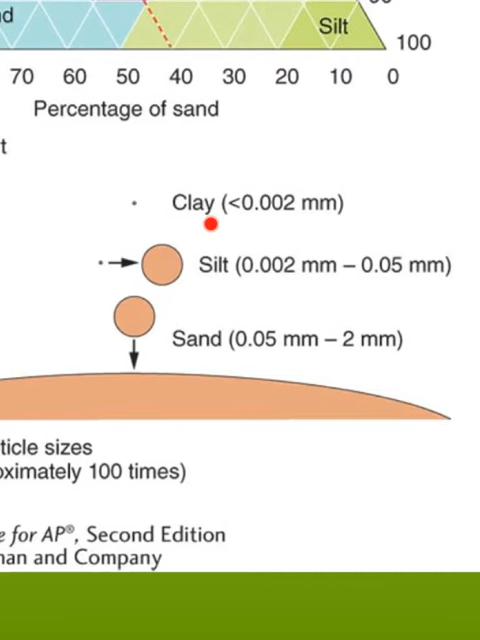 Silt
100
70 60 50 40 30 20 10 0
Percentage of sand
Clay (<0.002 mm)
Silt (0.002 mm – 0.05 mm)
Sand (0.05 mm – 2 mm)
ticle sizes
oximately 100 times)
e for AP®, Second Edition
man and Company